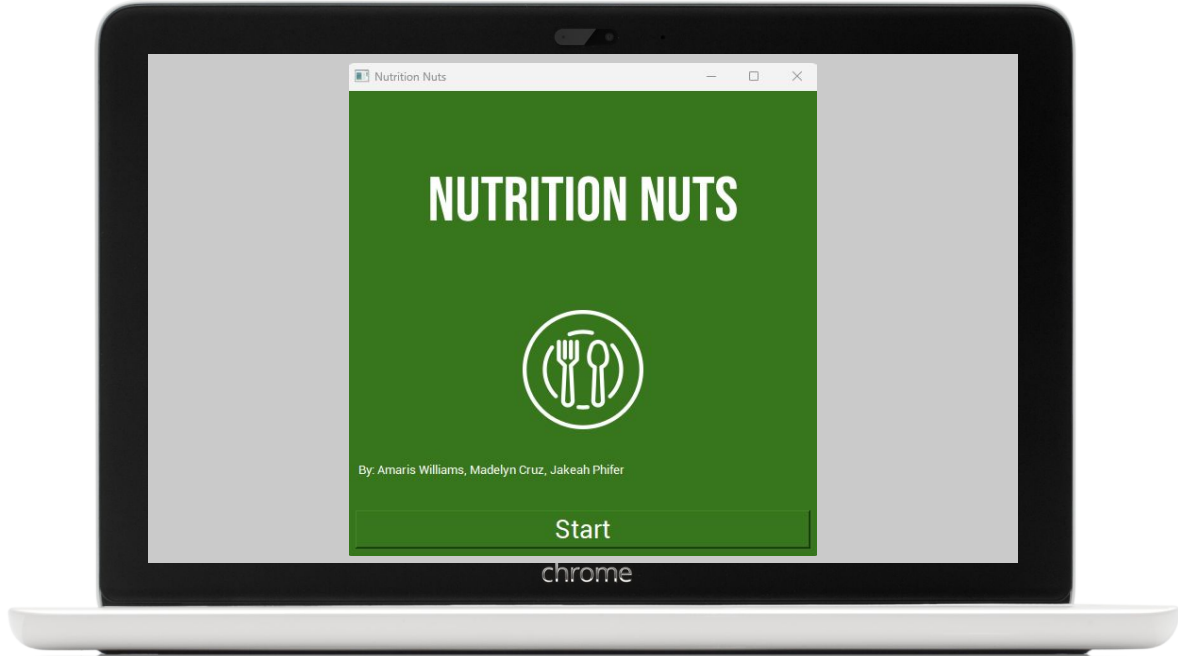 Nutrition Nuts
NUTRITION NUTS
By: Amaris Williams, Madelyn Cruz, Jakeah Phifer
Start
chrome